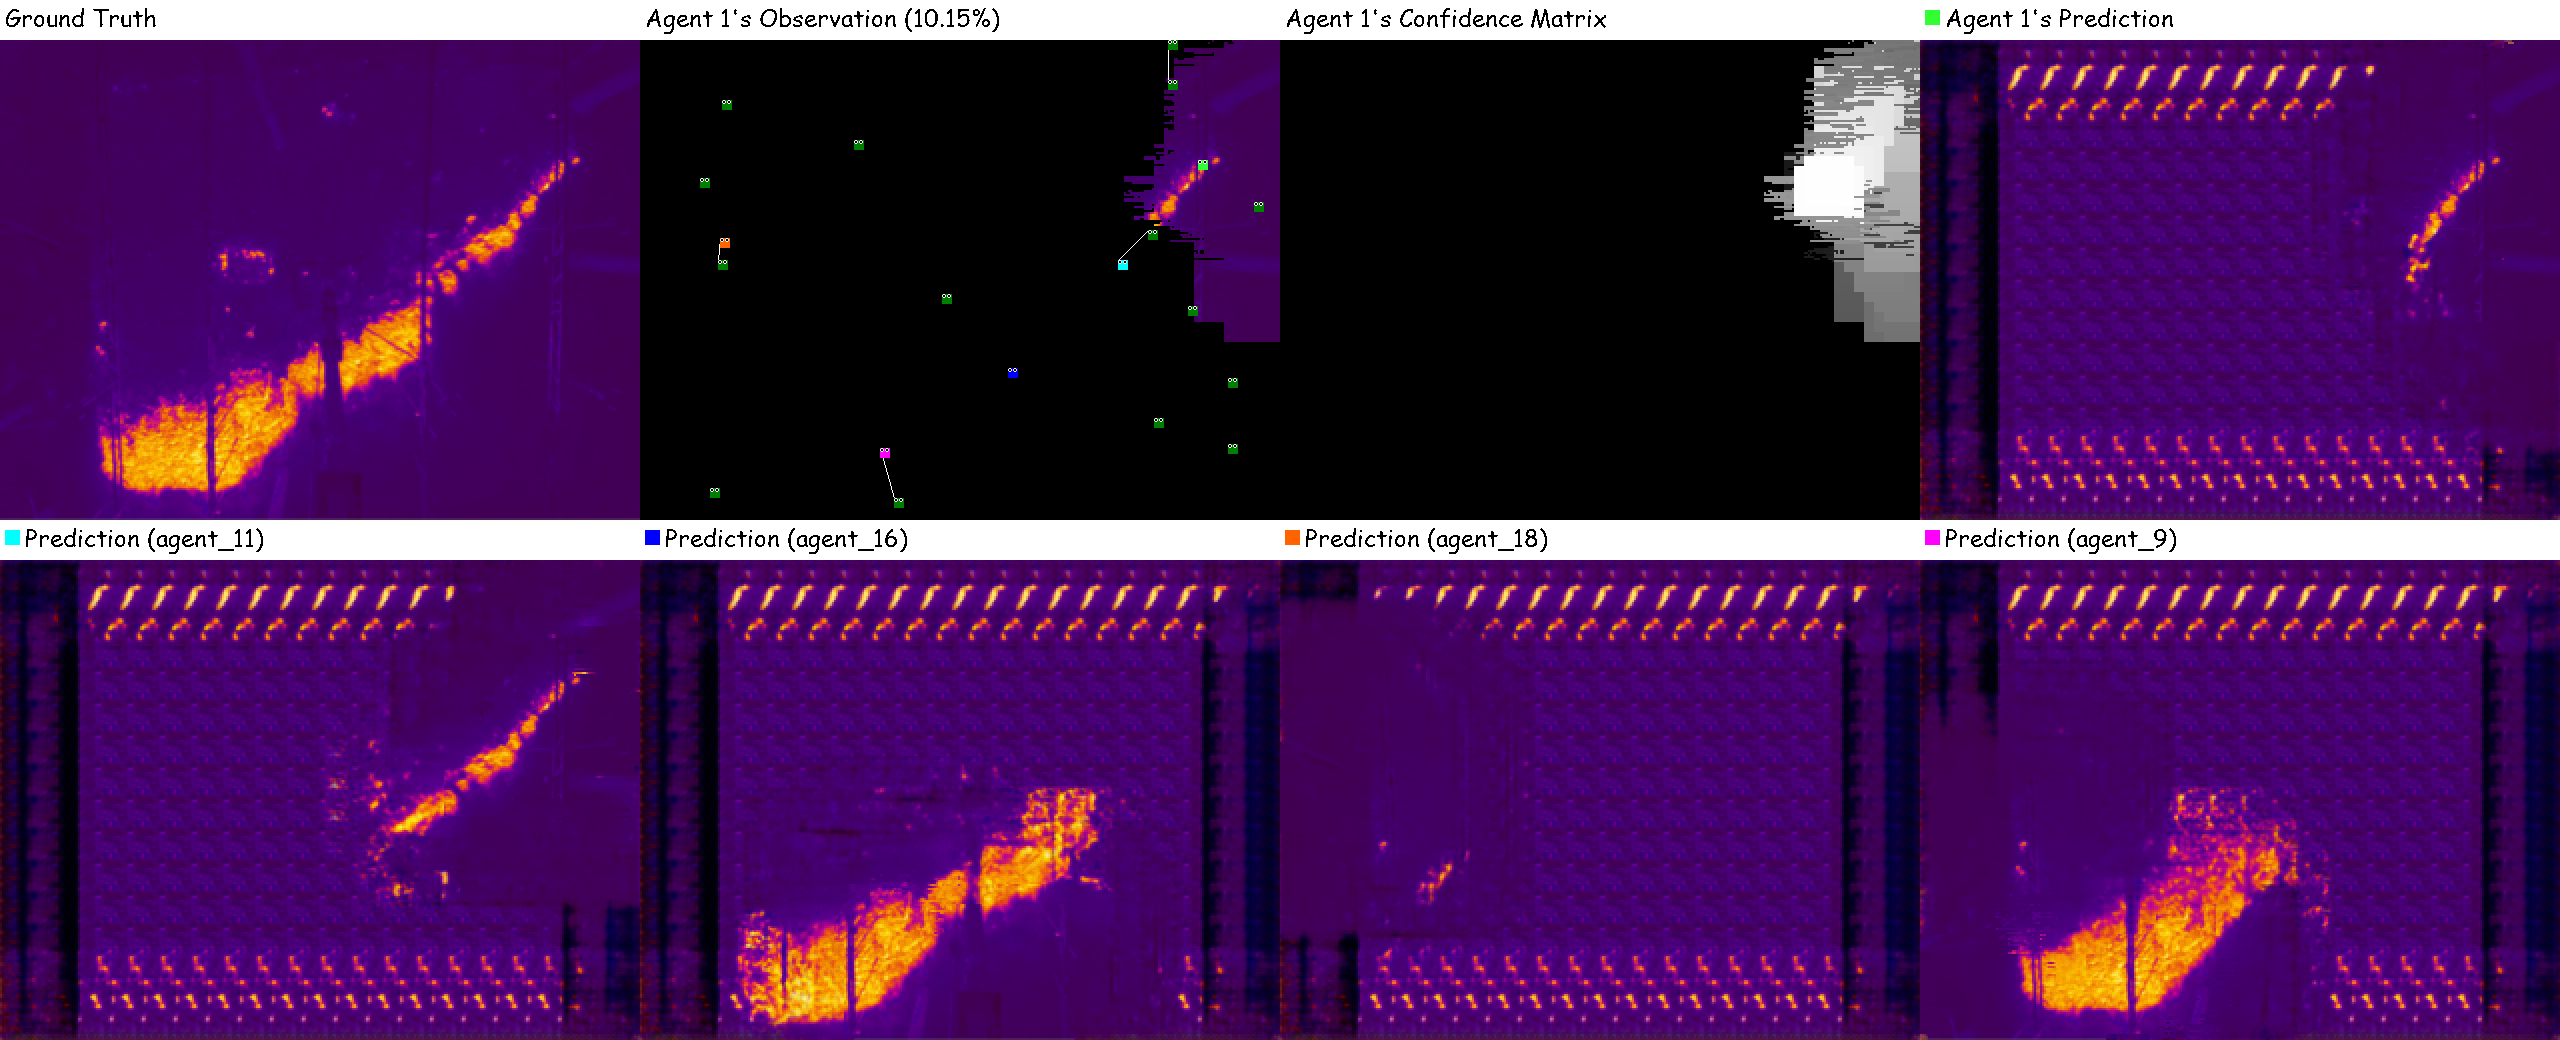 Ground Truth
Agent 1's Observation (10.15%)
Agent 1's Confidence Matrix
Agent 1's Prediction
Prediction (agent_11)
Prediction (agent_16)
Prediction (agent_18)
Prediction (agent_9)